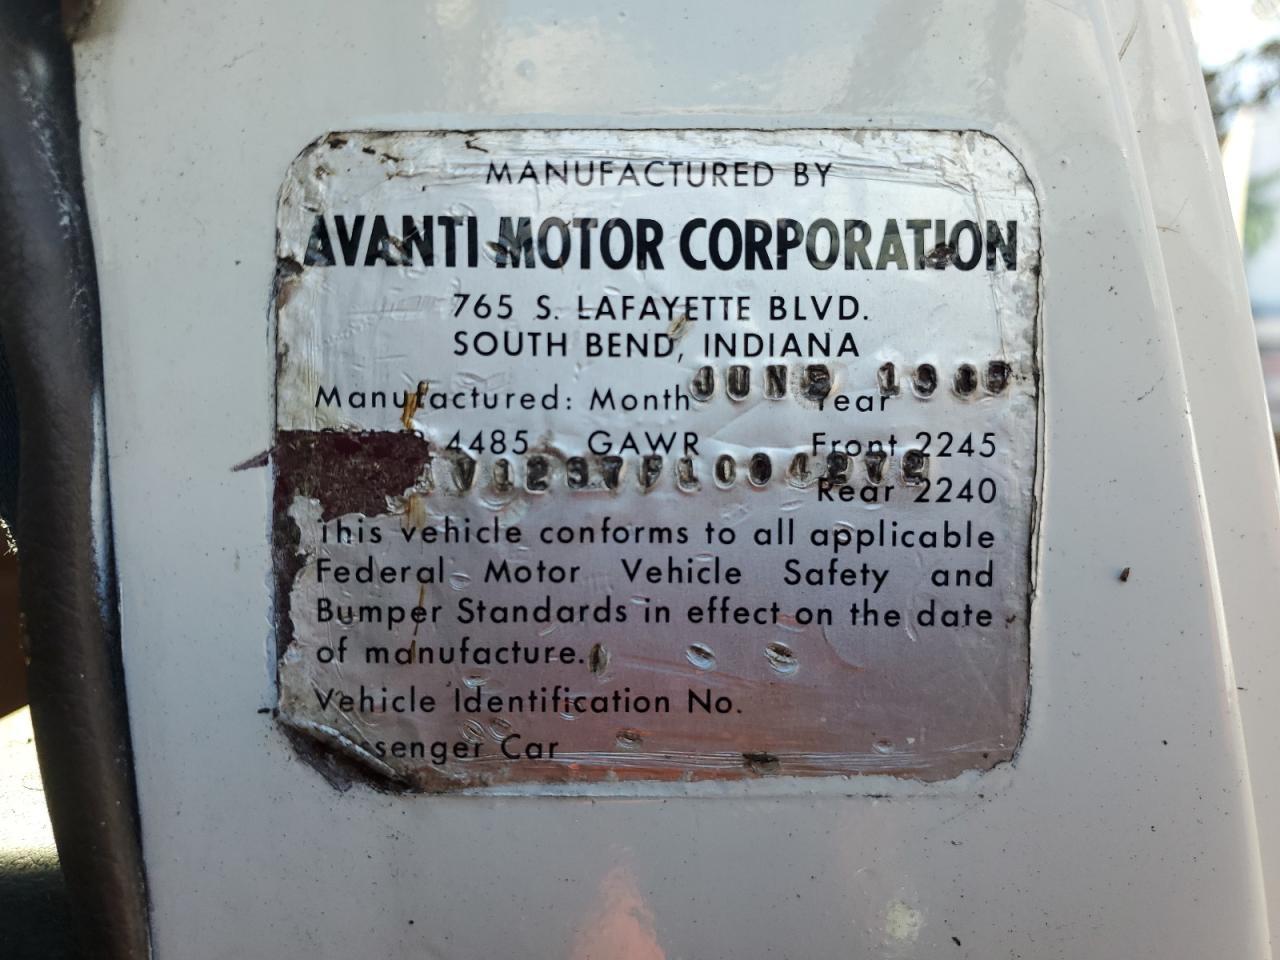 MANUFACTURED BY
AVANTI MOTOR CORPORATION
765 S. LAFAYETTE BLVD.
SOUTH BEND, INDIANA
JUNE
Manufactured: Month Year
4485 GAWR Front 2245
Rear 2240
This vehicle conforms to all applicable
Federal Motor Vehicle Safety and
Bumper Standards in effect on the date
of manufacture.
Vehicle Identification No.
Car